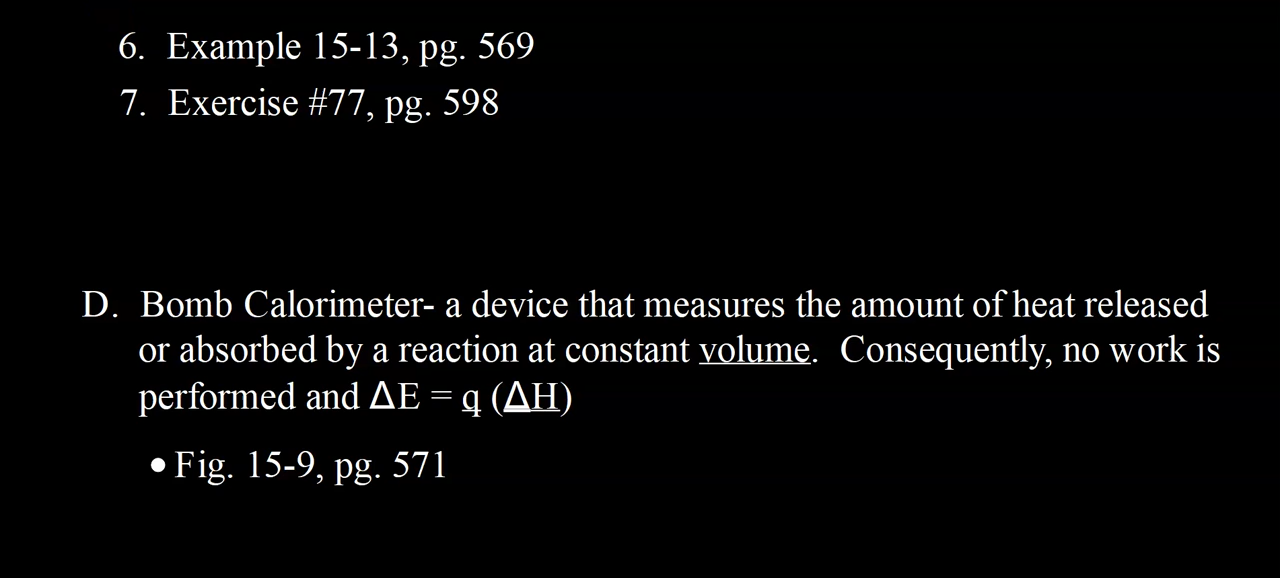 6. Example 15-13, pg. 569
7. Exercise #77, pg. 598
D. Bomb Calorimeter- a device that measures the amount of heat released
or absorbed by a reaction at constant volume. Consequently, no work is
performed and ΔE = q (ΔH)
• Fig. 15-9, pg. 571